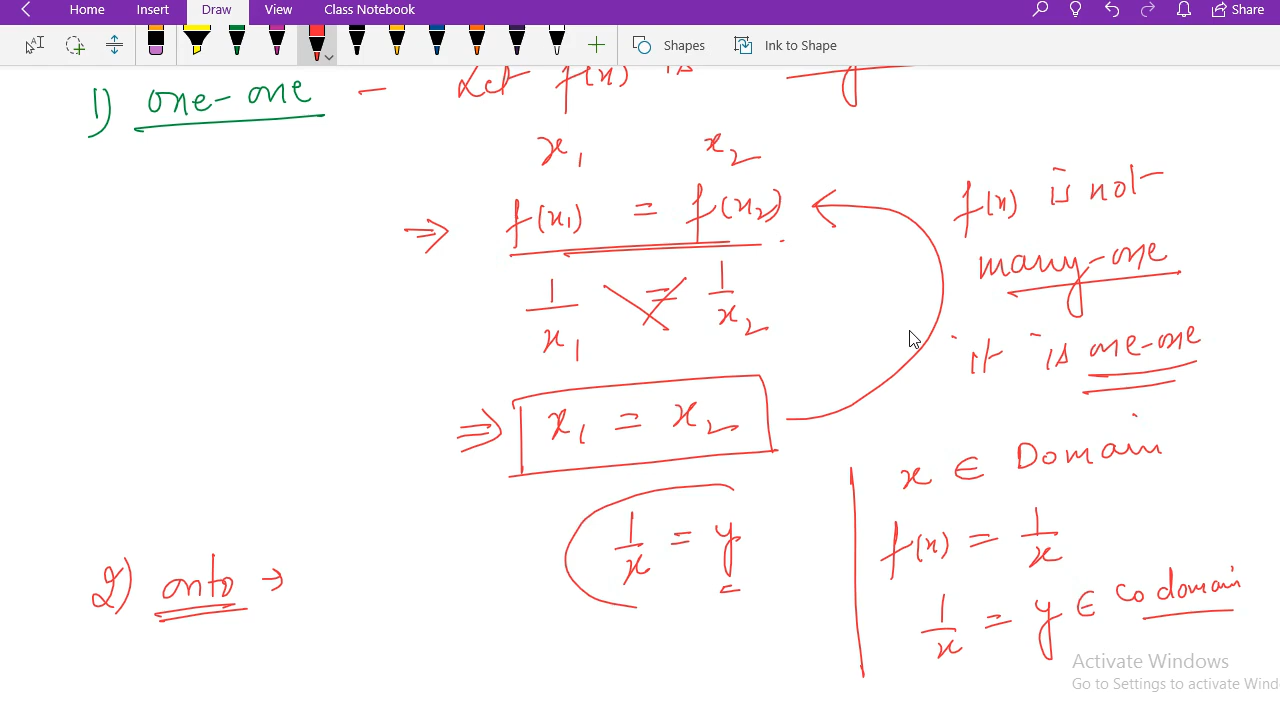 Home Insert Draw View Class Notebook Share
Shapes Ink to Shape
1) one-one - Let f(x) is
x1 x2
⇒ f(x1) = f(x2)
1/x1 = 1/x2
⇒ x1 = x2
1/x = y
f(x) is not
many-one
it is one-one
x ∈ Domain
f(x) = 1/x
1/x = y ∈ Co domain
2) onto →
Activate Windows
Go to Settings to activate Wind